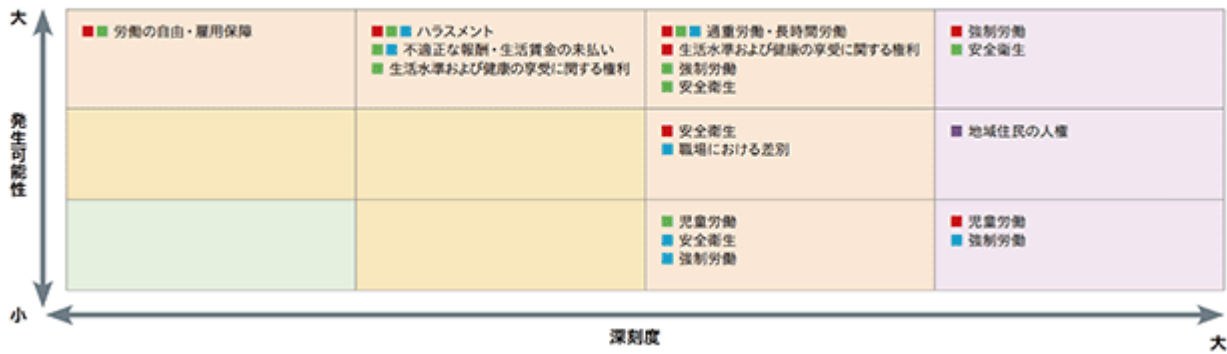 大
労働の自由・雇用保障
ハラスメント
不適正な報酬・生活賃金の未払い
生活水準および健康の享受に関する権利
過重労働・長時間労働
生活水準および健康の享受に関する権利
強制労働
安全衛生
強制労働
安全衛生
発生可能性
安全衛生
職場における差別
地域住民の人権
児童労働
安全衛生
強制労働
児童労働
強制労働
小
深刻度
大